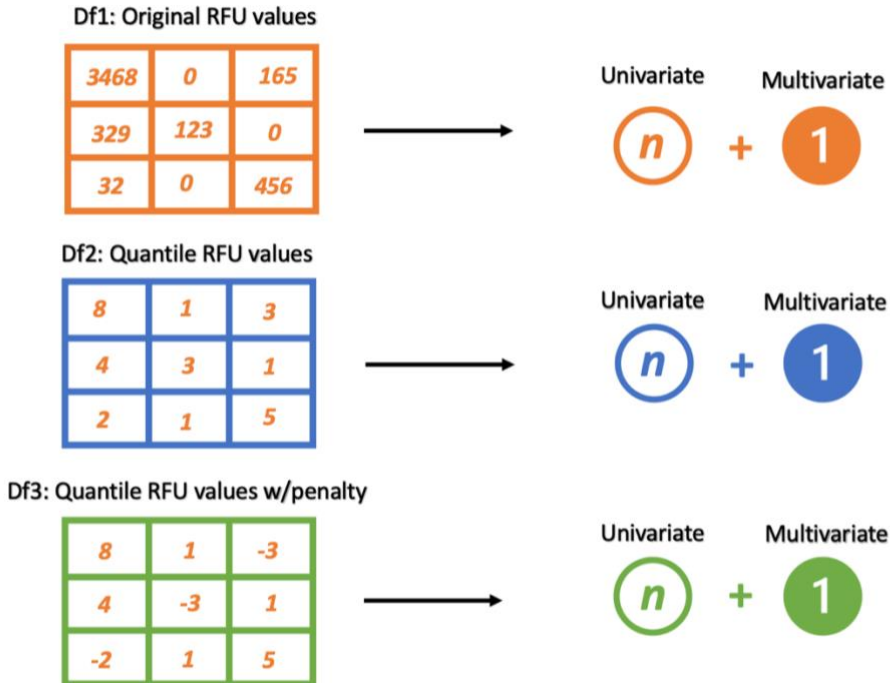 Df1: Original RFU values
3468 0 165
329 123 0
32 0 456
Univariate Multivariate
n + 1
Df2: Quantile RFU values
8 1 3
4 3 1
2 1 5
Univariate Multivariate
n + 1
Df3: Quantile RFU values w/penalty
8 1 -3
4 -3 1
-2 1 5
Univariate Multivariate
n + 1